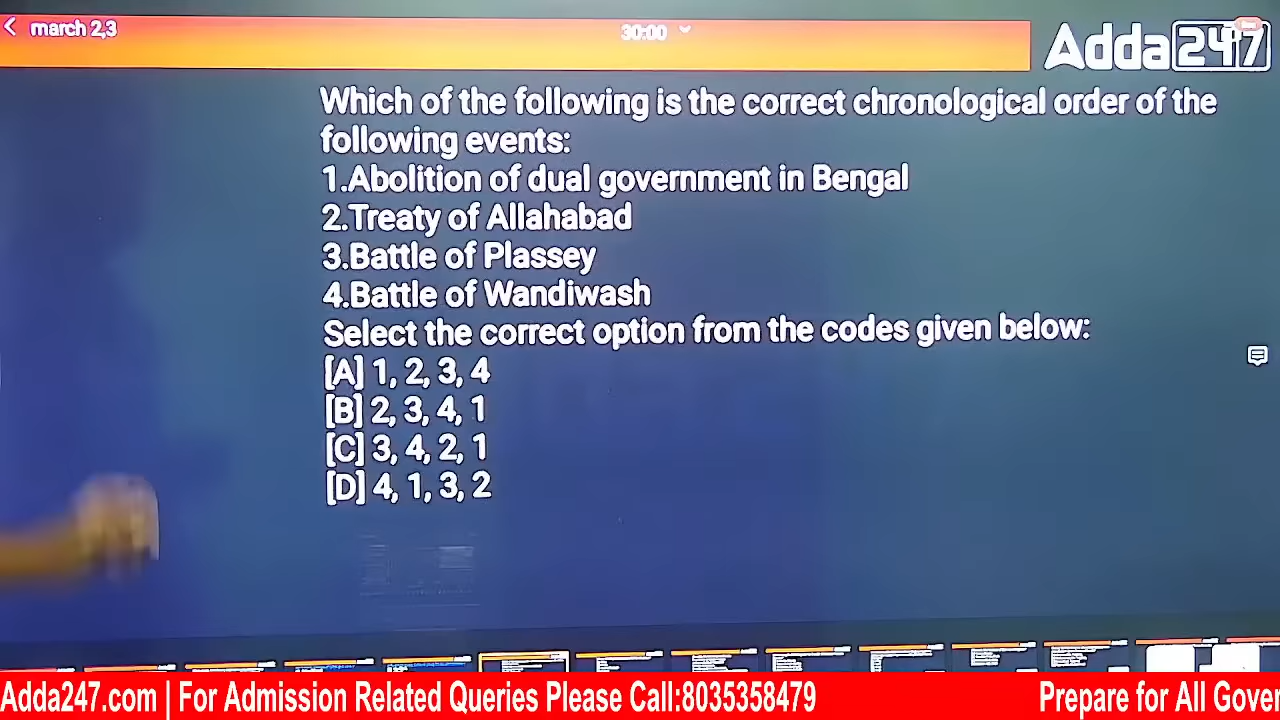 march 2,3
30:00
Adda247
Which of the following is the correct chronological order of the
following events:
1.Abolition of dual government in Bengal
2.Treaty of Allahabad
3.Battle of Plassey
4.Battle of Wandiwash
Select the correct option from the codes given below:
[A] 1, 2, 3, 4
[B] 2, 3, 4, 1
[C] 3, 4, 2, 1
[D] 4, 1, 3, 2
Adda247.com | For Admission Related Queries Please Call:8035358479
Prepare for All Gover